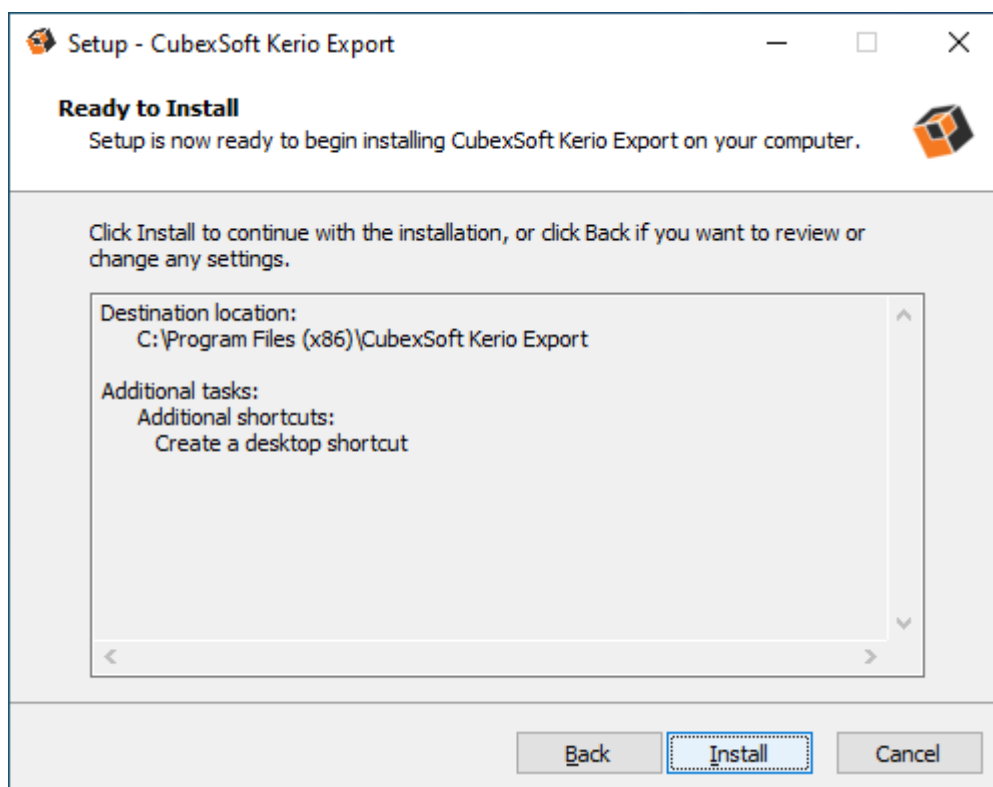 Setup - CubexSoft Kerio Export
Ready to Install
Setup is now ready to begin installing CubexSoft Kerio Export on your computer.
Click Install to continue with the installation, or click Back if you want to review or
change any settings.
Destination location:
C:\Program Files (x86)\CubexSoft Kerio Export
Additional tasks:
Additional shortcuts:
Create a desktop shortcut
Back
Install
Cancel